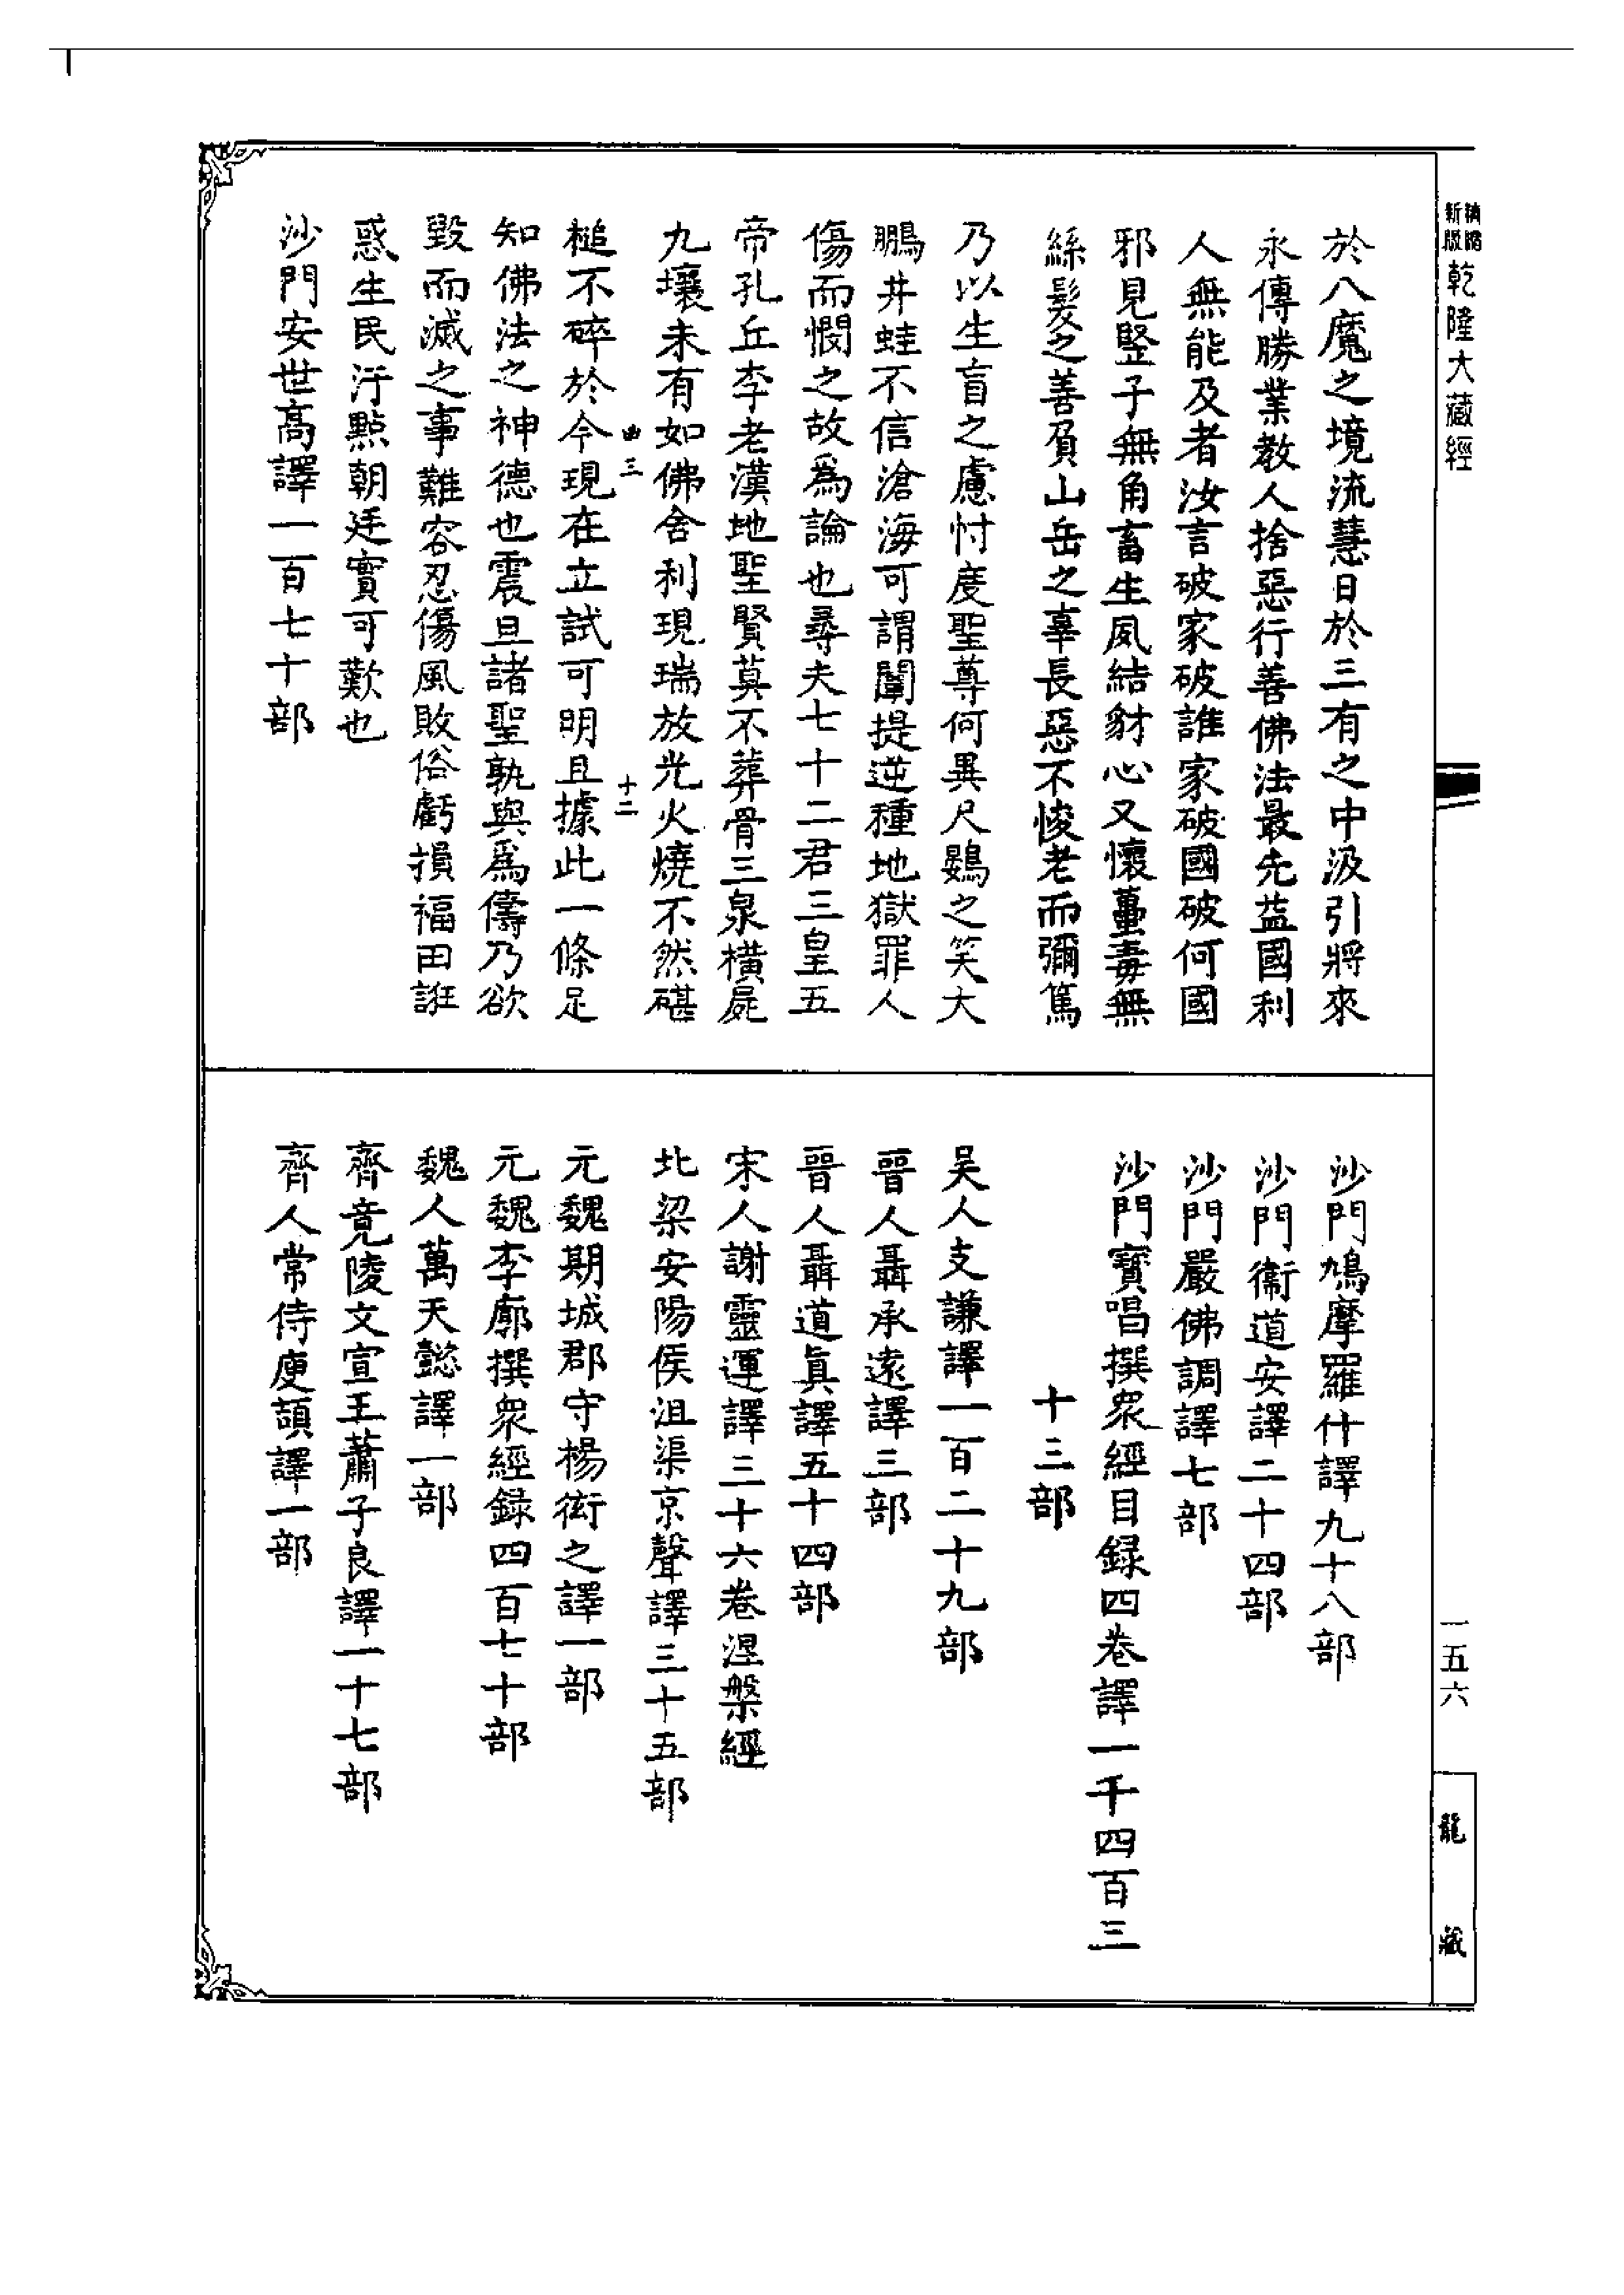 新版
乾隆大藏經
於八魔之境流慧日於三有之中汲引將來
永傳勝業教人捨惡行善佛法最先益國利
人無能及者汝言破家破誰家破國破何國
邪見豎子無角畜生夙結豺心又懷蠆毒無
絲髮之善負山岳之辜長惡不悛老而彌篤
乃以生盲之慮忖度聖尊何異尺鷃之笑大
鵬井蛙不信滄海可謂闡提逆種地獄罪人
傷而憫之故爲論也尋夫七十二君三皇五
帝孔丘李老漢地聖賢莫不葬骨三泉橫屍
九壤未有如佛舍利現瑞放光火燒不然碪
曲三
十二
槌不碎於今現在立試可明且據此一條足
知佛法之神德也震旦諸聖孰與爲儔乃欲
毀而滅之事難容忍傷風敗俗虧損福田誑
惑生民汙點朝廷實可歎也
沙門安世高譯一百七十部
沙門鳩摩羅什譯九十八部
沙門衞道安譯二十四部
沙門嚴佛調譯七部
沙門寶唱撰眾經目録四卷譯一千四百三
十三部
吴人支謙譯一百二十九部
晉人聶承遠譯三部
晉人聶道眞譯五十四部
宋人謝靈運譯三十六卷涅槃經
北梁安陽侯沮渠京聲譯三十五部
元魏期城郡守楊衒之譯一部
元魏李廓撰眾經録四百七十部
魏人萬天懿譯一部
齊竟陵文宣王蕭子良譯一十七部
齊人常侍庾頡譯一部
一五六
龍藏